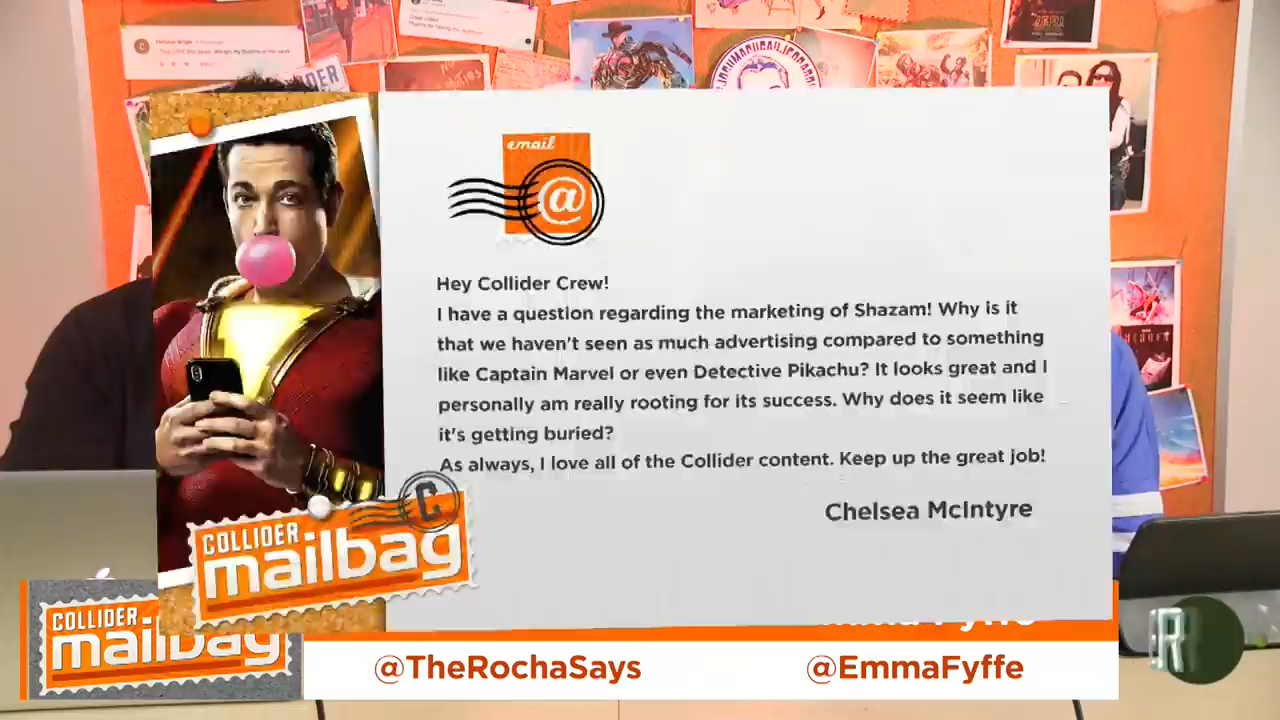 email
@
Hey Collider Crew!
I have a question regarding the marketing of Shazam! Why is it
that we haven't seen as much advertising compared to something
like Captain Marvel or even Detective Pikachu? It looks great and I
personally am really rooting for its success. Why does it seem like
it's getting buried?
As always, I love all of the Collider content. Keep up the great job!
Chelsea McIntyre
C
COLLIDER
mailbag
COLLIDER
mailbag
@TheRochaSays
@EmmaFyffe
R